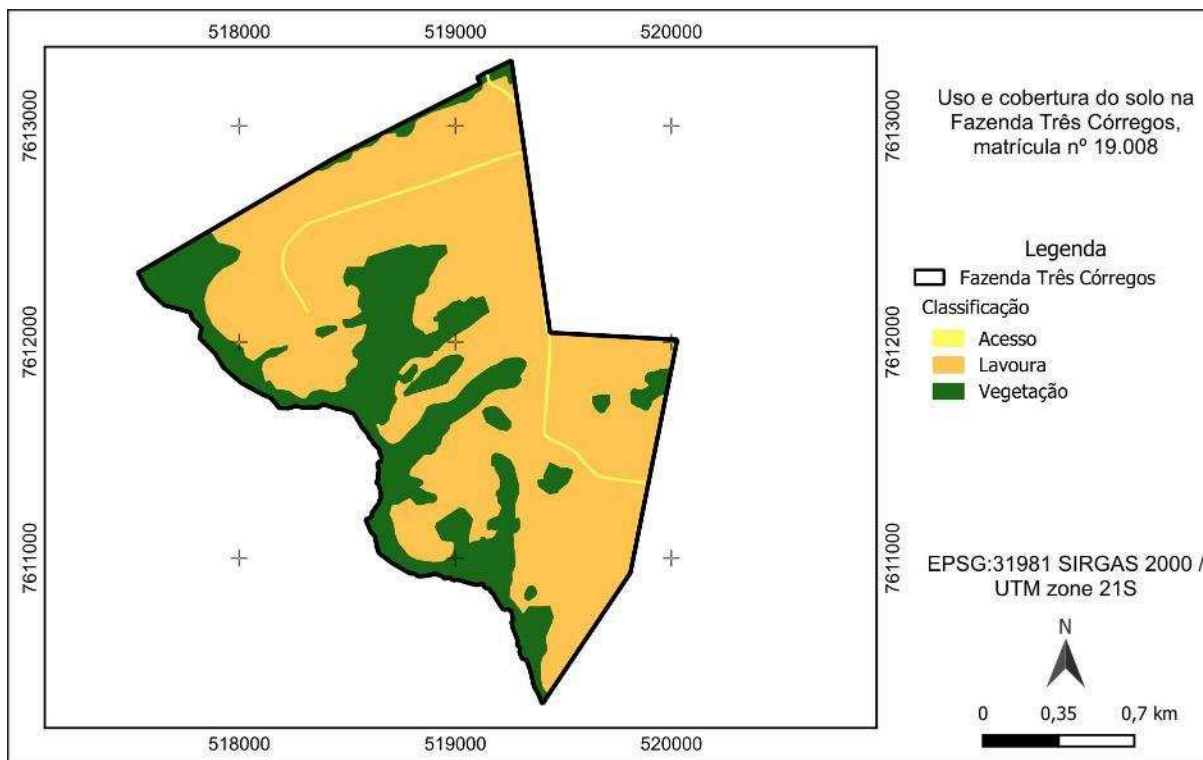 518000 519000 520000
7613000 7613000
7612000 7612000
7611000 7611000
518000 519000 520000
Uso e cobertura do solo na
Fazenda Três Córregos,
matrícula nº 19.008
Legenda
Fazenda Três Córregos
Classificação
Acesso
Lavoura
Vegetação
EPSG:31981 SIRGAS 2000 /
UTM zone 21S
N
0 0,35 0,7 km